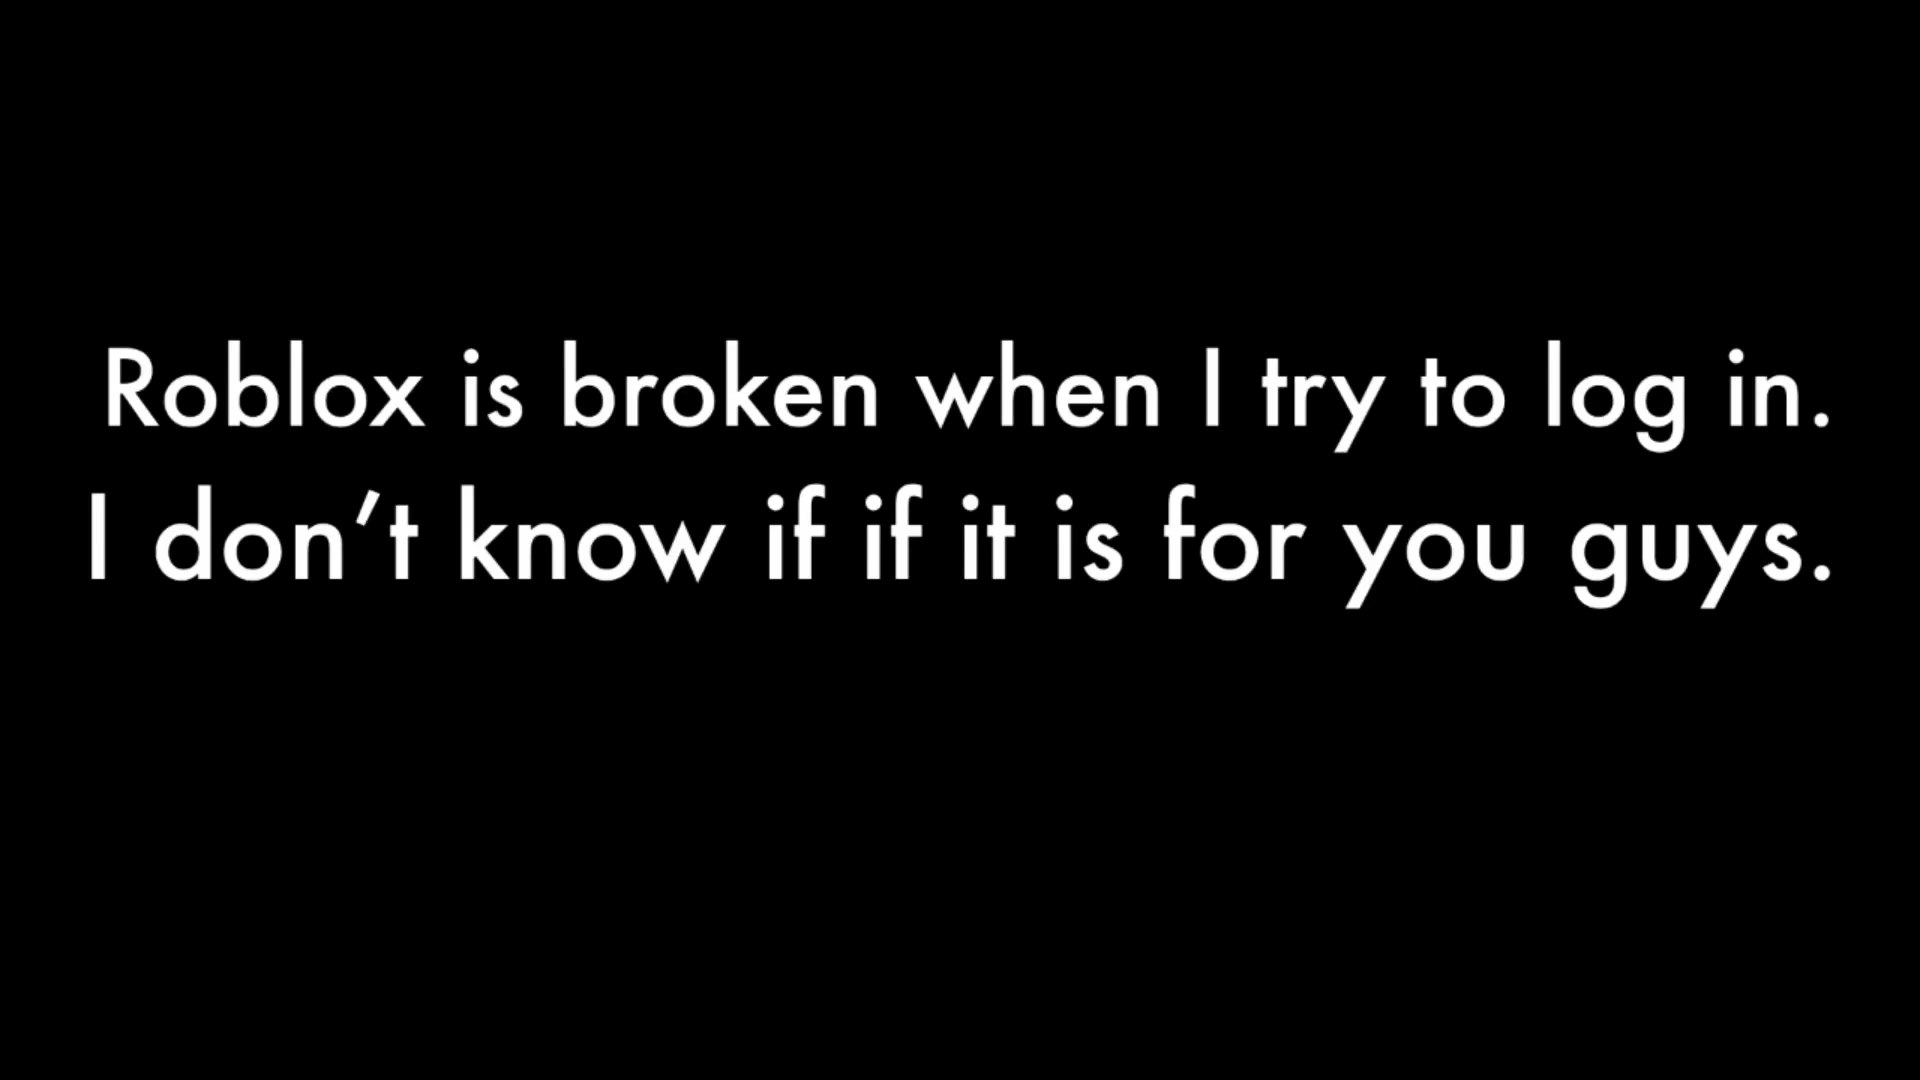 Roblox is broken when I try to log in.
I don’t know if if it is for you guys.